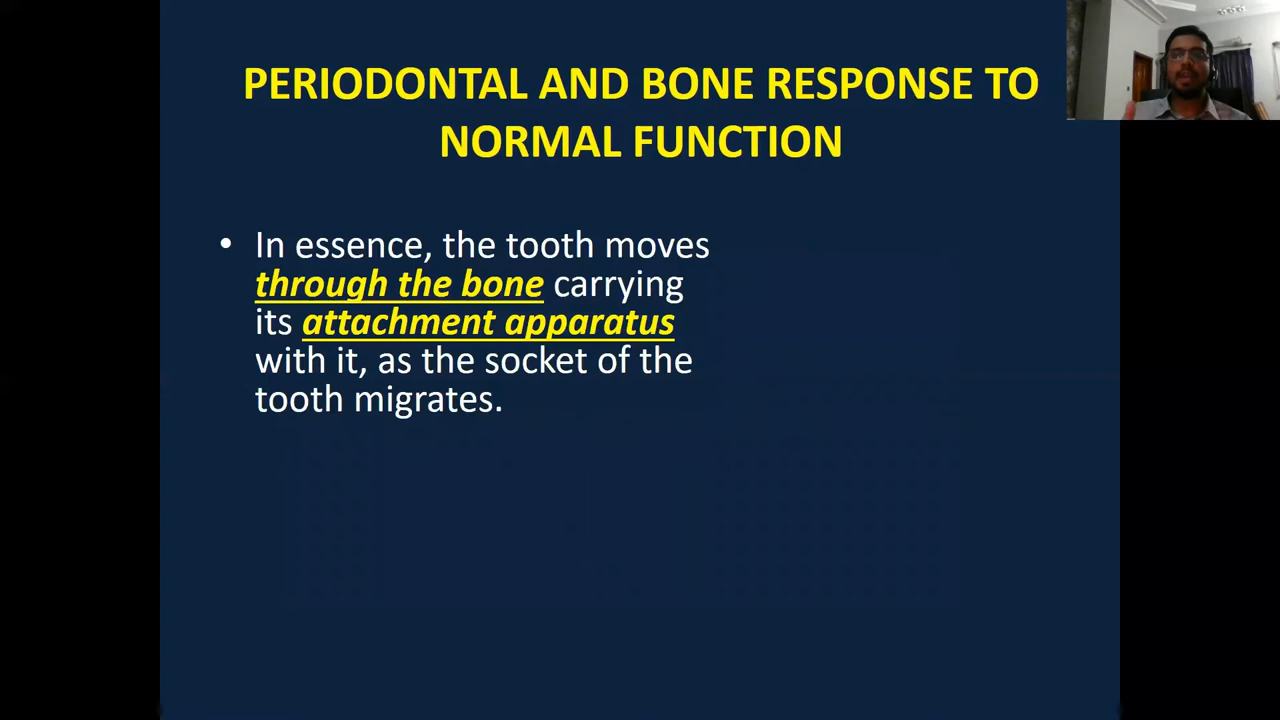 PERIODONTAL AND BONE RESPONSE TO
NORMAL FUNCTION
• In essence, the tooth moves
through the bone carrying
its attachment apparatus
with it, as the socket of the
tooth migrates.